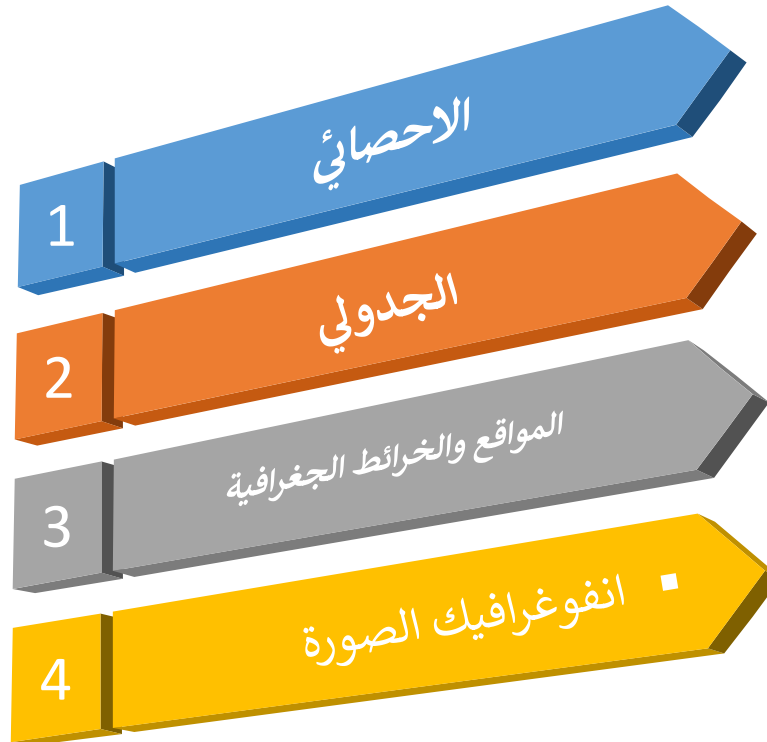 1
الاحصائي
2
الجدولي
3
المواقع والخرائط الجغرافية
4
▪ انفوغرافيك الصورة